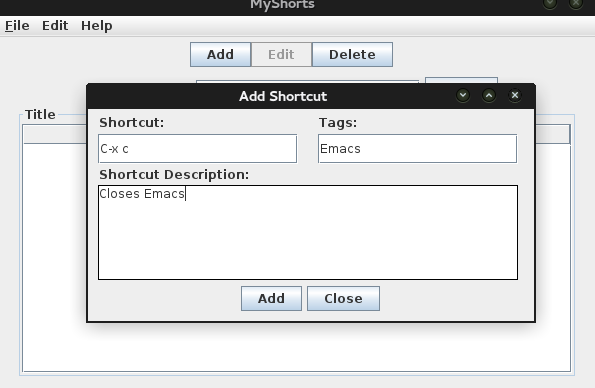 MyShorts
File Edit Help
Add Edit Delete
Add Shortcut
Title
Shortcut: Tags:
C-x c Emacs
Shortcut Description:
Closes Emacs
Add Close